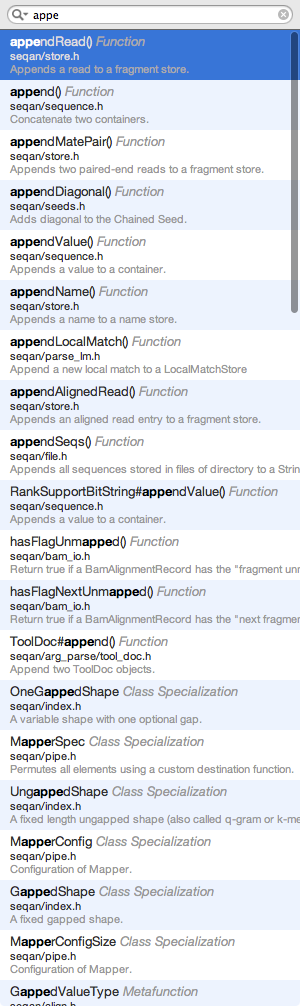 appe
appendRead() Function
seqan/store.h
Appends a read to a fragment store.
append() Function
seqan/sequence.h
Concatenate two containers.
appendMatePair() Function
seqan/store.h
Appends two paired-end reads to a fragment store.
appendDiagonal() Function
seqan/seeds.h
Adds diagonal to the Chained Seed.
appendValue() Function
seqan/sequence.h
Appends a value to a container.
appendName() Function
seqan/store.h
Appends a name to a name store.
appendLocalMatch() Function
seqan/parse_lm.h
Append a new local match to a LocalMatchStore
appendAlignedRead() Function
seqan/store.h
Appends an aligned read entry to a fragment store.
appendSeqs() Function
seqan/file.h
Appends all sequences stored in files of directory to a Strin
RankSupportBitString#appendValue() Function
seqan/sequence.h
Appends a value to a container.
hasFlagUnmapped() Function
seqan/bam_io.h
Return true if a BamAlignmentRecord has the "fragment unm
hasFlagNextUnmapped() Function
seqan/bam_io.h
Return true if a BamAlignmentRecord has the "next fragmen
ToolDoc#append() Function
seqan/arg_parse/tool_doc.h
Append two ToolDoc objects.
OneGappedShape Class Specialization
seqan/index.h
A variable shape with one optional gap.
MapperSpec Class Specialization
seqan/pipe.h
Permutes all elements using a custom destination function.
UngappedShape Class Specialization
seqan/index.h
A fixed length ungapped shape (also called q-gram or k-me
MapperConfig Class Specialization
seqan/pipe.h
Configuration of Mapper.
GappedShape Class Specialization
seqan/index.h
A fixed gapped shape.
MapperConfigSize Class Specialization
seqan/pipe.h
Configuration of Mapper.
GappedValueType Metafunction
seqan/align.h